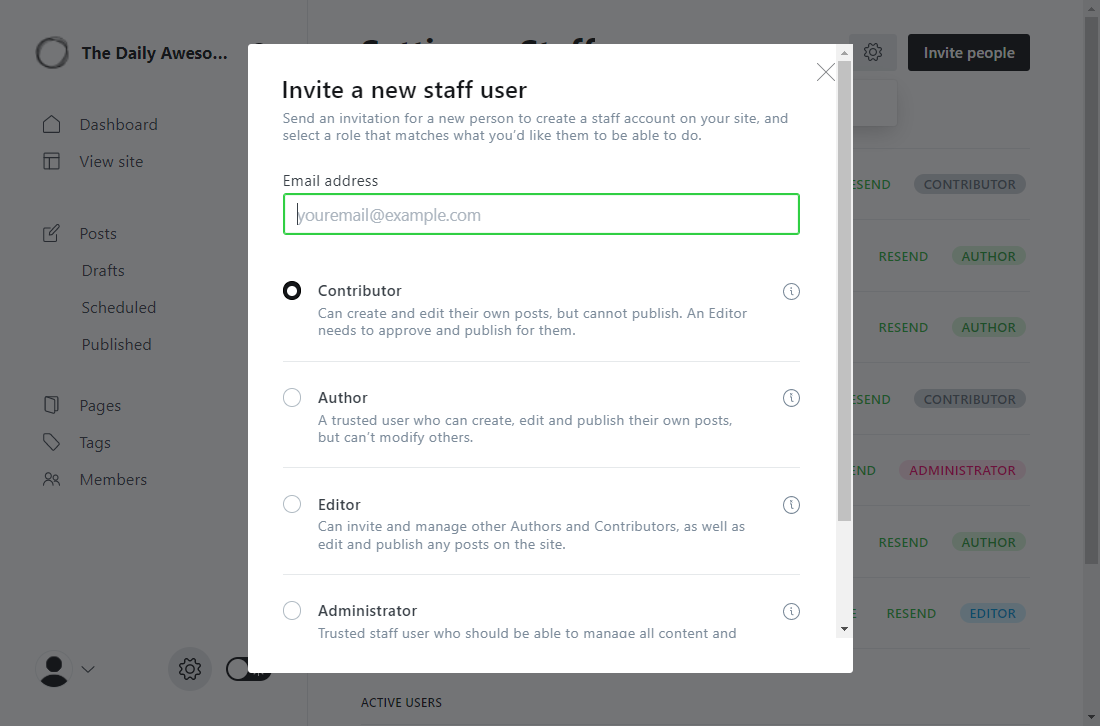 The Daily Aweso...
Invite people
Dashboard
View site
Posts
Drafts
Scheduled
Published
Pages
Tags
Members
Invite a new staff user
Send an invitation for a new person to create a staff account on your site, and
select a role that matches what you'd like them to be able to do.
Email address
youremail@example.com
Contributor
Can create and edit their own posts, but cannot publish. An Editor
needs to approve and publish for them.
Author
A trusted user who can create, edit and publish their own posts,
but can't modify others.
Editor
Can invite and manage other Authors and Contributors, as well as
edit and publish any posts on the site.
Administrator
Trusted staff user who should be able to manage all content and
CONTRIBUTOR
RESEND AUTHOR
RESEND AUTHOR
CONTRIBUTOR
ADMINISTRATOR
RESEND AUTHOR
RESEND EDITOR
ACTIVE USERS